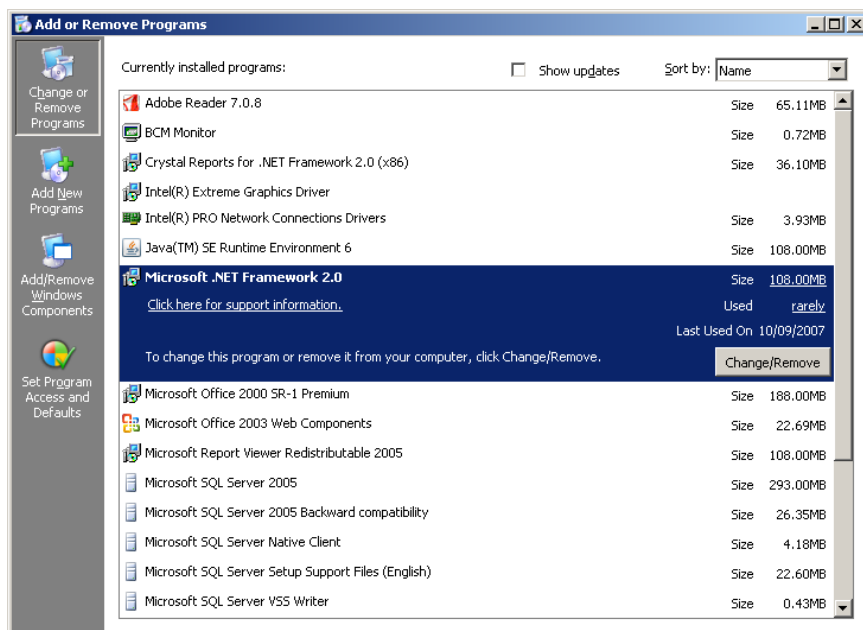 Add or Remove Programs
Change or
Remove
Programs
Add New
Programs
Add/Remove
Windows
Components
Set Program
Access and
Defaults
Currently installed programs:
Show updates
Sort by: Name
Adobe Reader 7.0.8 Size 65.11MB
BCM Monitor Size 0.72MB
Crystal Reports for .NET Framework 2.0 (x86) Size 36.10MB
Intel(R) Extreme Graphics Driver
Intel(R) PRO Network Connections Drivers Size 3.93MB
Java(TM) SE Runtime Environment 6 Size 108.00MB
Microsoft .NET Framework 2.0 Size 108.00MB
Click here for support information. Used rarely
Last Used On 10/09/2007
To change this program or remove it from your computer, click Change/Remove. Change/Remove
Microsoft Office 2000 SR-1 Premium Size 188.00MB
Microsoft Office 2003 Web Components Size 22.69MB
Microsoft Report Viewer Redistributable 2005 Size 108.00MB
Microsoft SQL Server 2005 Size 293.00MB
Microsoft SQL Server 2005 Backward compatibility Size 26.35MB
Microsoft SQL Server Native Client Size 4.18MB
Microsoft SQL Server Setup Support Files (English) Size 22.60MB
Microsoft SQL Server VSS Writer Size 0.43MB